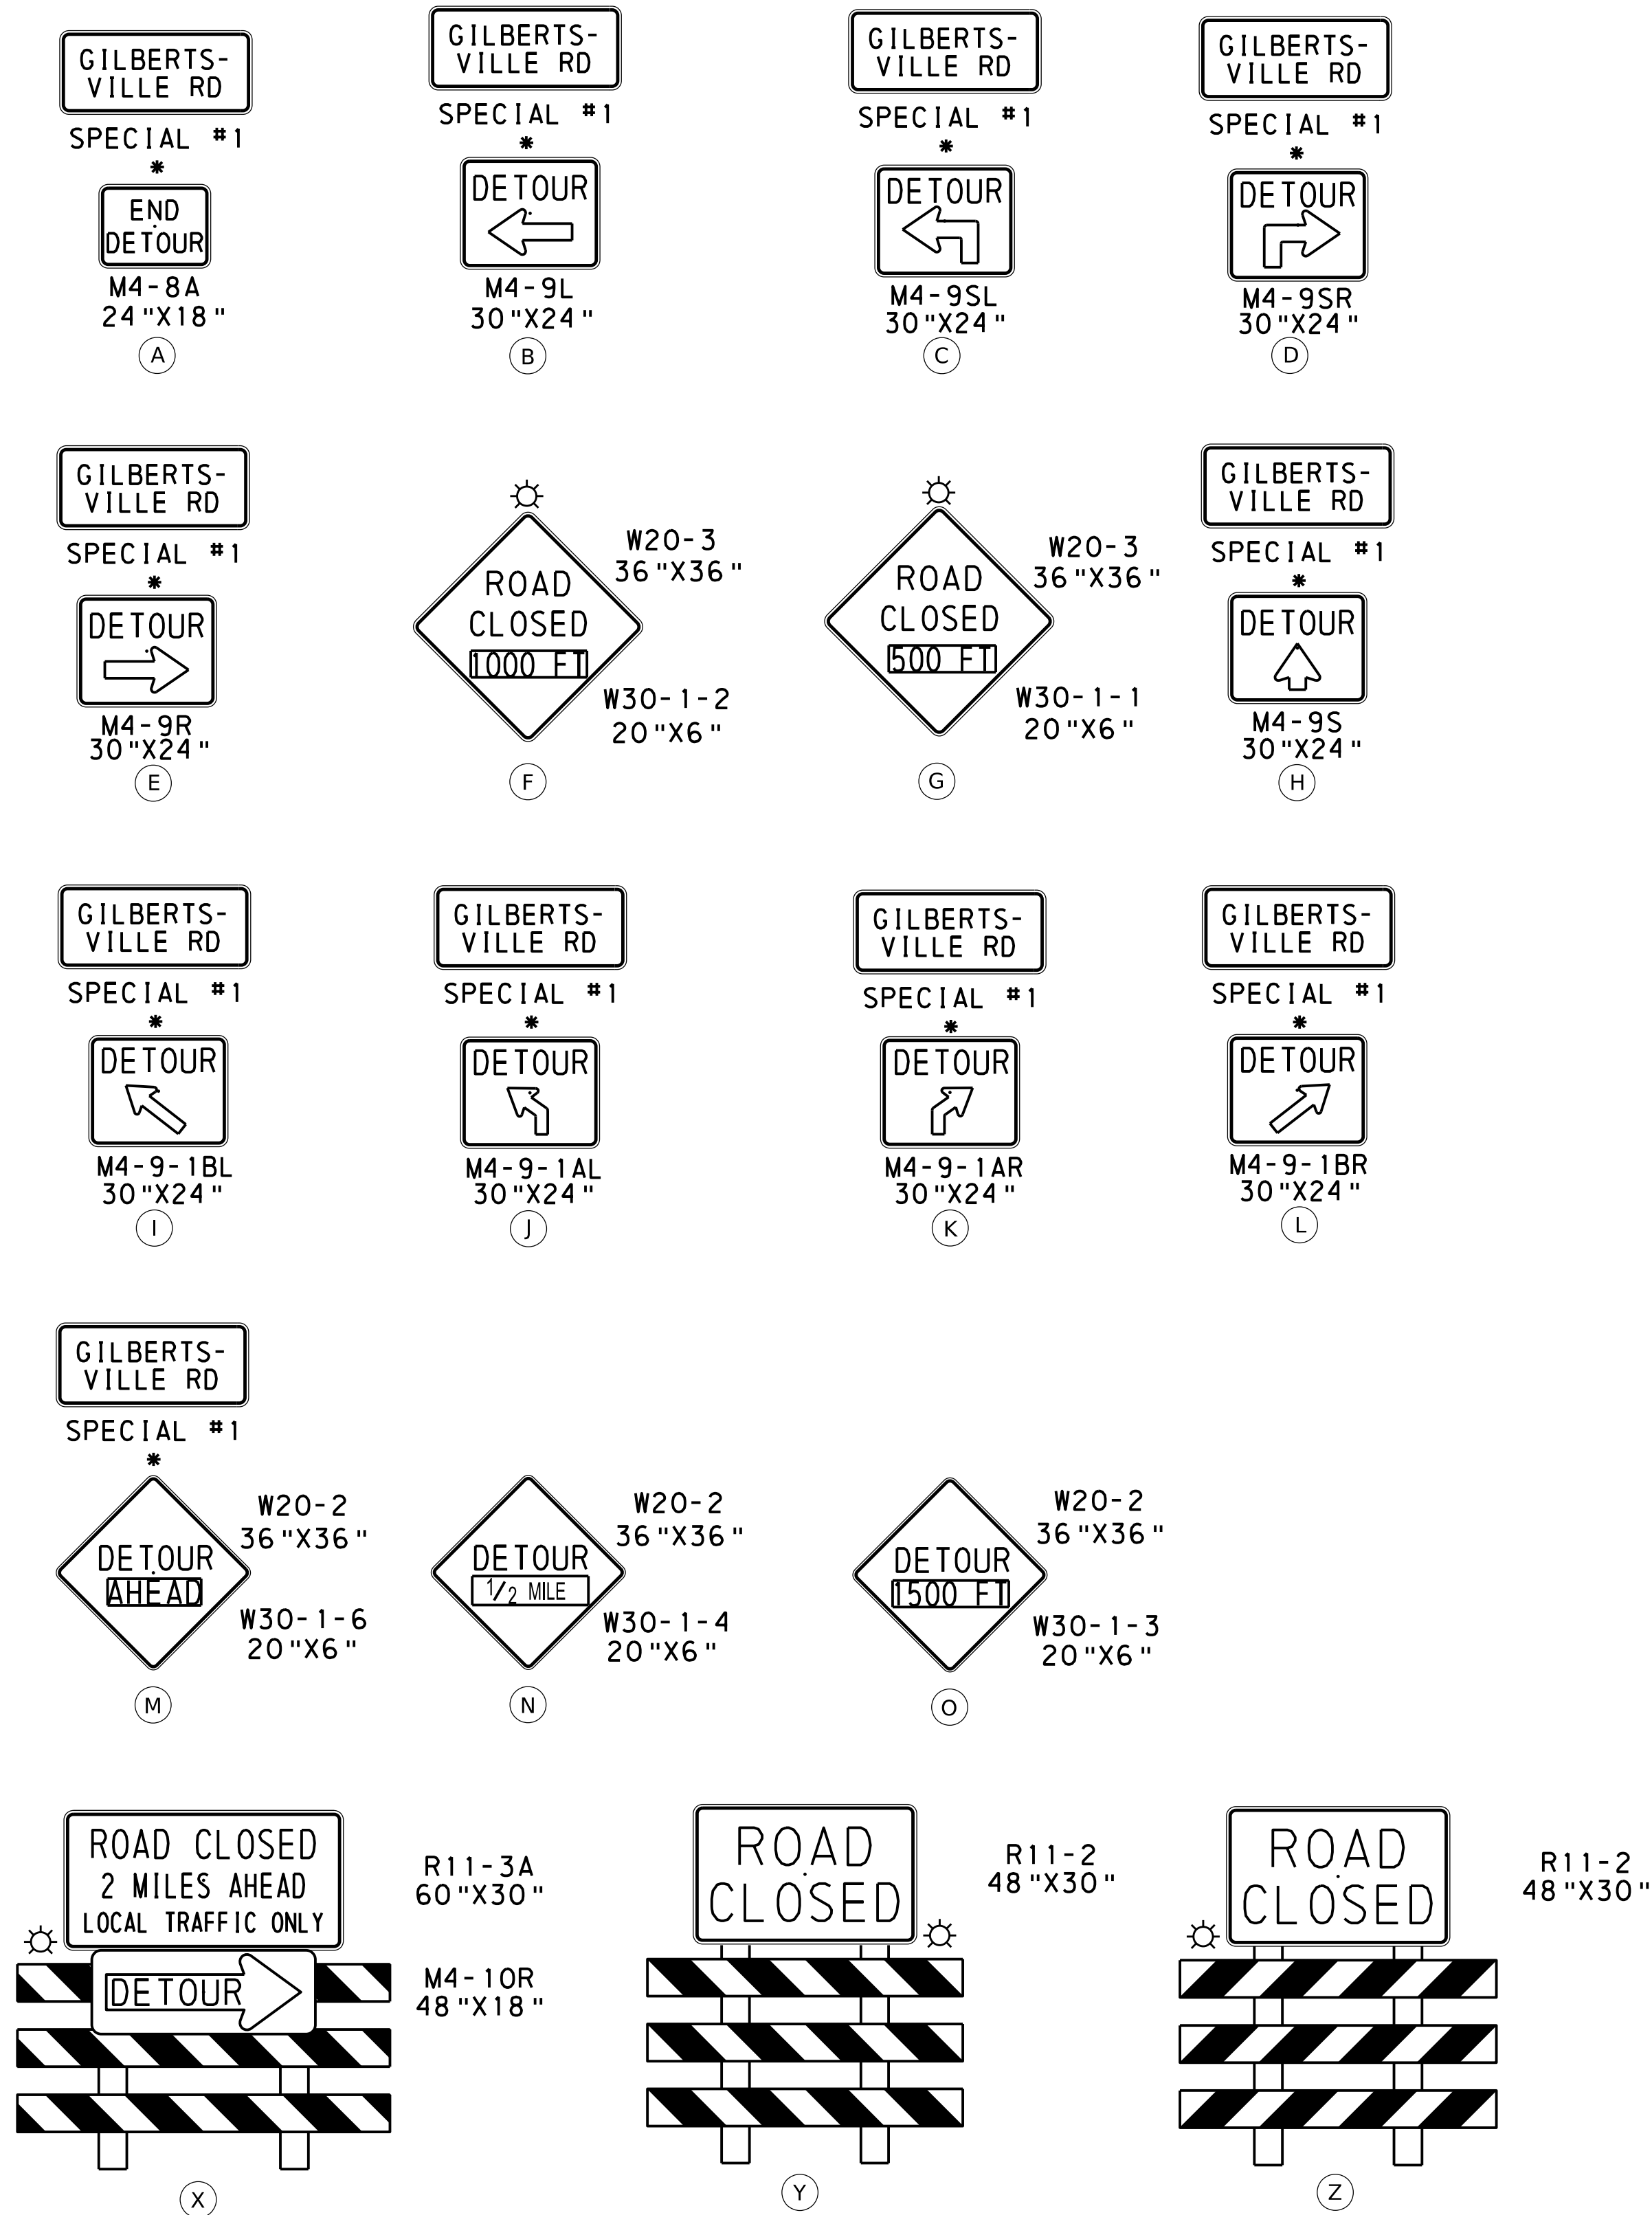 GILBERTS-
VILLE RD
SPECIAL #1
*
END
DETOUR
M4-8A
24"X18"
A
GILBERTS-
VILLE RD
SPECIAL #1
*
DETOUR
M4-9L
30"X24"
B
GILBERTS-
VILLE RD
SPECIAL #1
*
DETOUR
M4-9SL
30"X24"
C
GILBERTS-
VILLE RD
SPECIAL #1
*
DETOUR
M4-9SR
30"X24"
D
GILBERTS-
VILLE RD
SPECIAL #1
*
DETOUR
M4-9R
30"X24"
E
ROAD
CLOSED
1000 FT
W20-3
36"X36"
W30-1-2
20"X6"
F
ROAD
CLOSED
500 FT
W20-3
36"X36"
W30-1-1
20"X6"
G
GILBERTS-
VILLE RD
SPECIAL #1
*
DETOUR
M4-9S
30"X24"
H
GILBERTS-
VILLE RD
SPECIAL #1
*
DETOUR
M4-9-1BL
30"X24"
I
GILBERTS-
VILLE RD
SPECIAL #1
*
DETOUR
M4-9-1AL
30"X24"
J
GILBERTS-
VILLE RD
SPECIAL #1
*
DETOUR
M4-9-1AR
30"X24"
K
GILBERTS-
VILLE RD
SPECIAL #1
*
DETOUR
M4-9-1BR
30"X24"
L
GILBERTS-
VILLE RD
SPECIAL #1
*
DETOUR
AHEAD
W20-2
36"X36"
W30-1-6
20"X6"
M
DETOUR
1/2 MILE
W20-2
36"X36"
W30-1-4
20"X6"
N
DETOUR
1500 FT
W20-2
36"X36"
W30-1-3
20"X6"
O
ROAD CLOSED
2 MILES AHEAD
LOCAL TRAFFIC ONLY
DETOUR
R11-3A
60"X30"
M4-10R
48"X18"
X
ROAD
CLOSED
R11-2
48"X30"
Y
ROAD
CLOSED
R11-2
48"X30"
Z